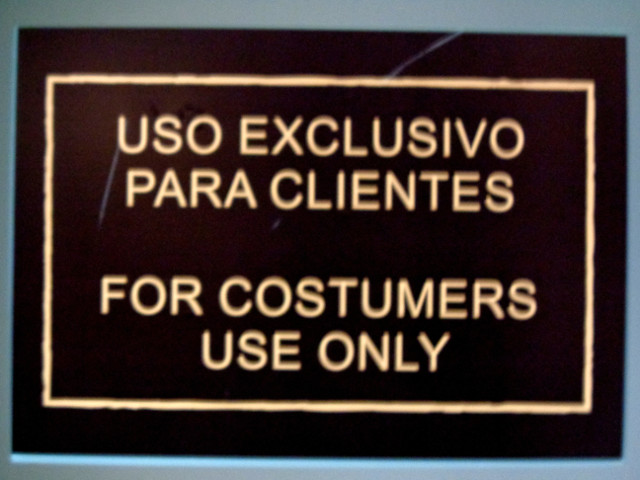 USO EXCLUSIVO
PARA CLIENTES
FOR COSTUMERS
USE ONLY